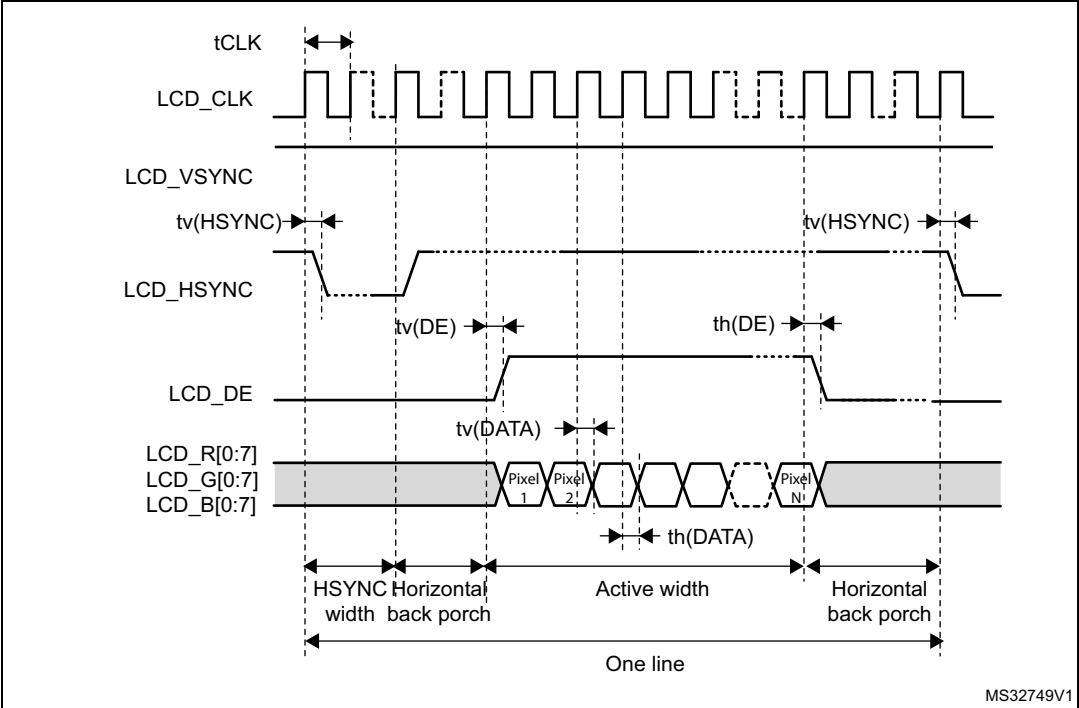 tCLK
LCD_CLK
LCD_VSYNC
tv(HSYNC)
tv(HSYNC)
LCD_HSYNC
tv(DE)
th(DE)
LCD_DE
tv(DATA)
LCD_R[0:7]
LCD_G[0:7]
LCD_B[0:7]
Pixel
1
Pixel
2
Pixel
N
th(DATA)
HSYNC
width
Horizontal
back porch
Active width
Horizontal
back porch
One line
MS32749V1